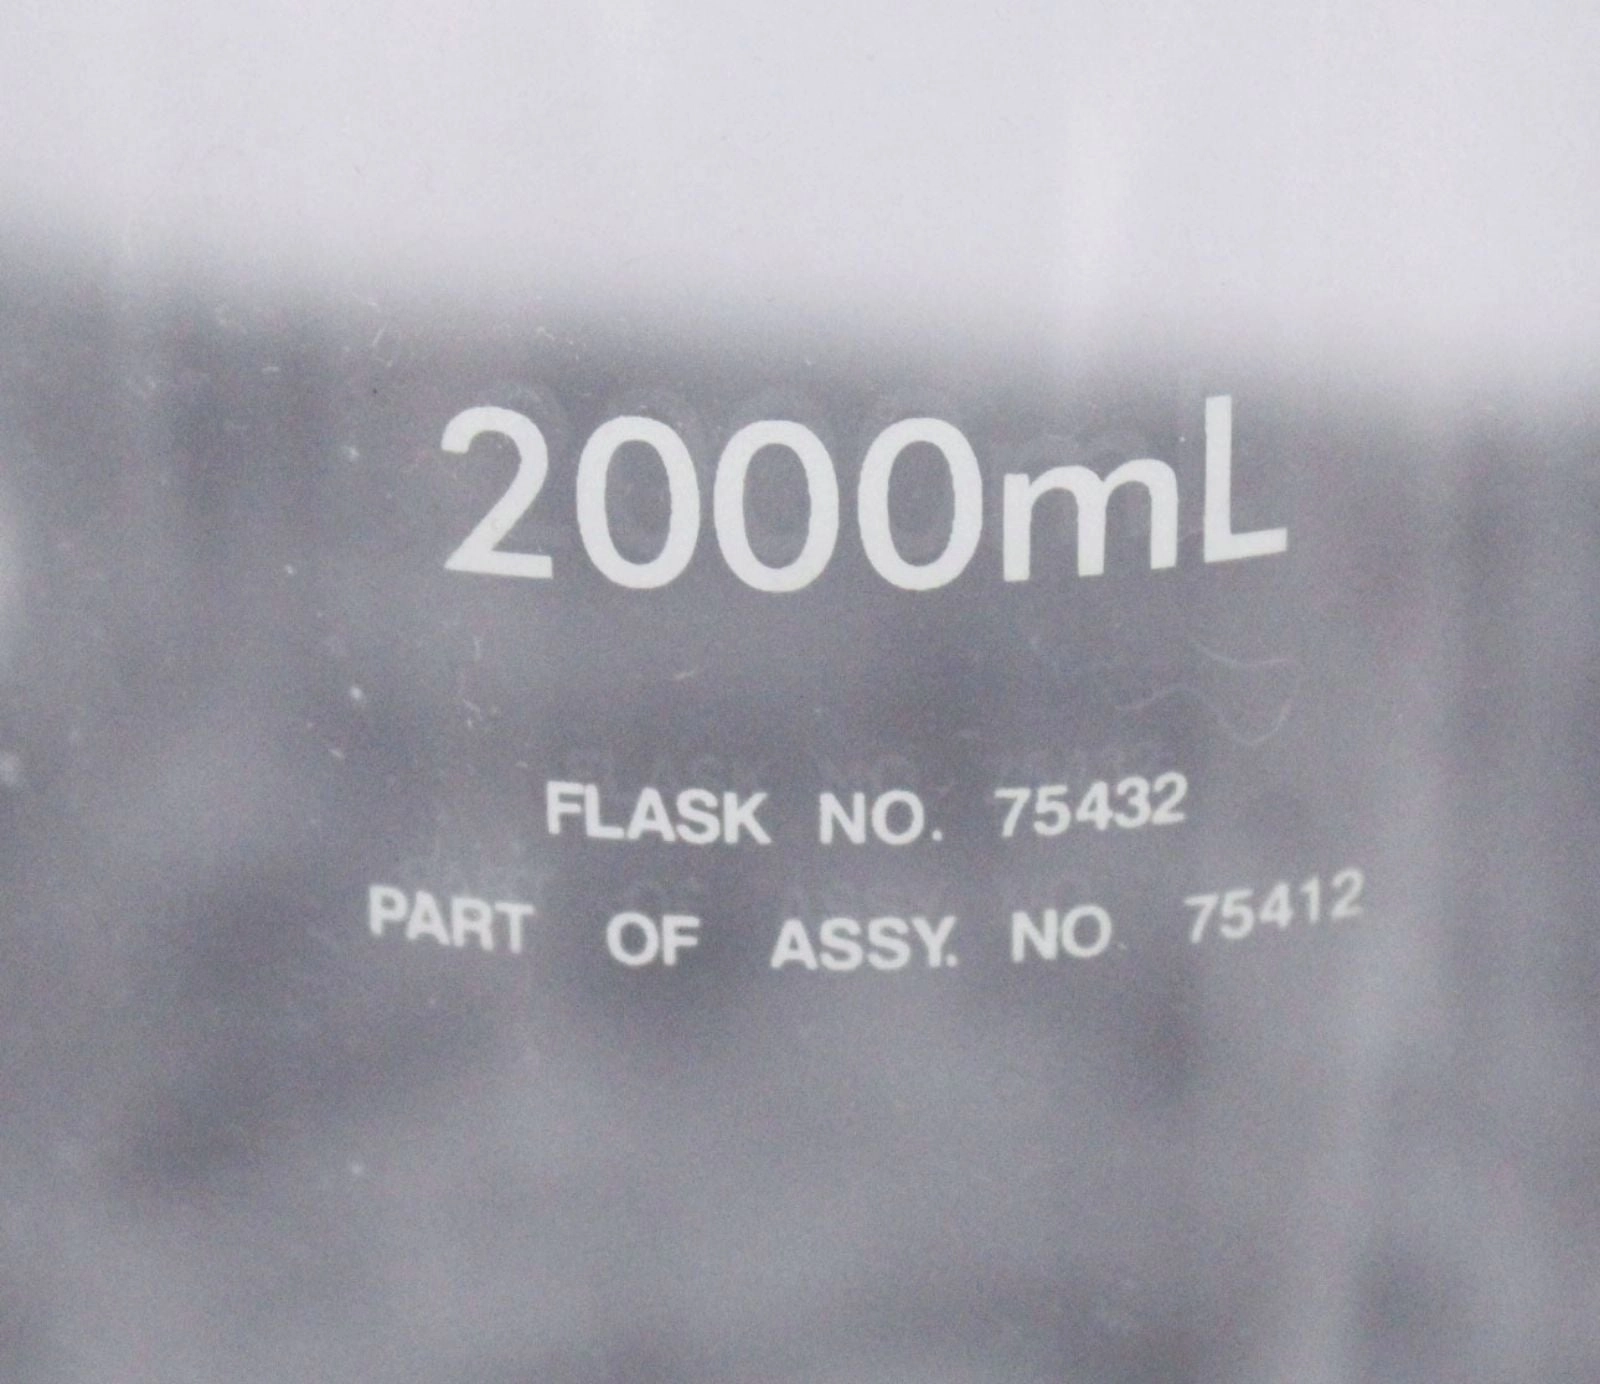 2000mL
FLASK NO. 75432
PART OF ASSY. NO 75412